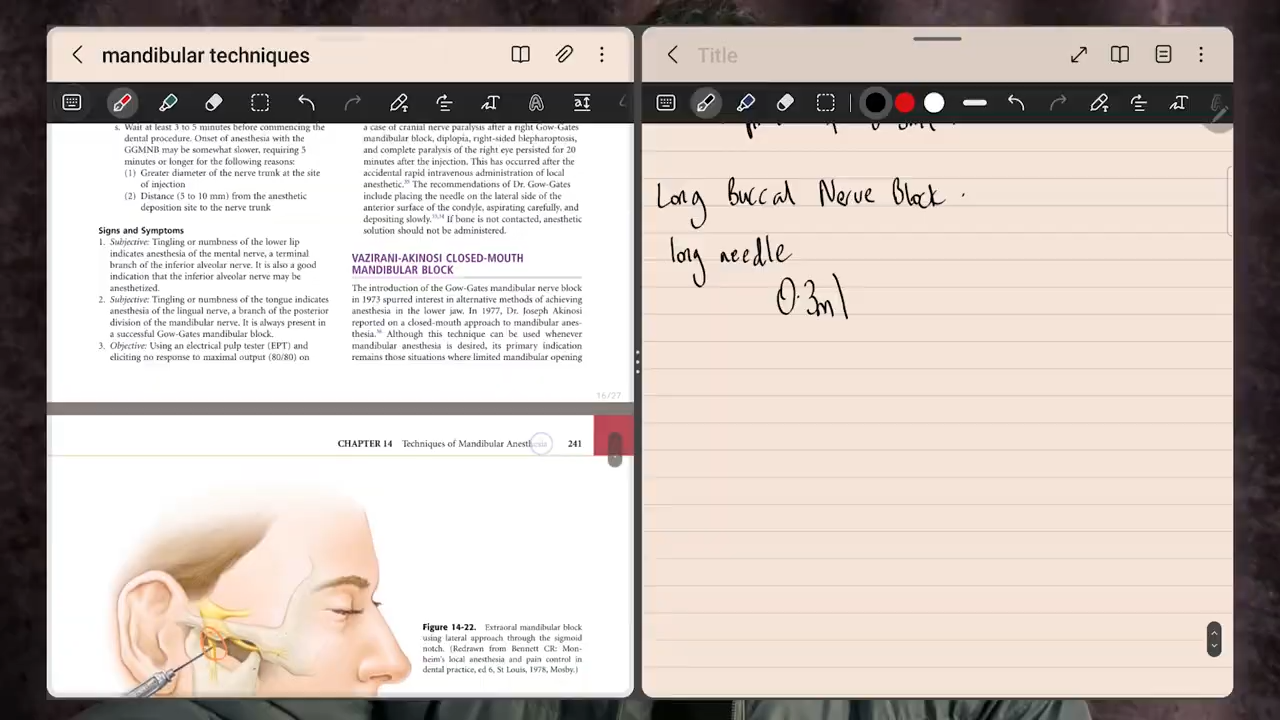 mandibular techniques
s. Wait at least 3 to 5 minutes before commencing the
dental procedure. Onset of anesthesia with the
GGMNB may be somewhat slower, requiring 5
minutes or longer for the following reasons:
(1) Greater diameter of the nerve trunk at the site
of injection
(2) Distance (5 to 10 mm) from the anesthetic
deposition site to the nerve trunk
Signs and Symptoms
1. Subjective: Tingling or numbness of the lower lip
indicates anesthesia of the mental nerve, a terminal
branch of the inferior alveolar nerve. It is also a good
indication that the inferior alveolar nerve may be
anesthetized.
2. Subjective: Tingling or numbness of the tongue indicates
anesthesia of the lingual nerve, a branch of the posterior
division of the mandibular nerve. It is always present in
a successful Gow-Gates mandibular block.
3. Objective: Using an electrical pulp tester (EPT) and
eliciting no response to maximal output (80/80) on
a case of cranial nerve paralysis after a right Gow-Gates
mandibular block, diplopia, right-sided blepharoptosis,
and complete paralysis of the right eye persisted for 20
minutes after the injection. This has occurred after the
accidental rapid intravenous administration of local
anesthetic. The recommendations of Dr. Gow-Gates
include placing the needle on the lateral side of the
anterior surface of the condyle, aspirating carefully, and
depositing slowly. If bone is not contacted, anesthetic
solution should not be administered.
VAZIRANI-AKINOSI CLOSED-MOUTH
MANDIBULAR BLOCK
The introduction of the Gow-Gates mandibular nerve block
in 1973 spurred interest in alternative methods of achieving
anesthesia in the lower jaw. In 1977, Dr. Joseph Akinosi
reported on a closed-mouth approach to mandibular anes-
thesia. Although this technique can be used whenever
mandibular anesthesia is desired, its primary indication
remains those situations where limited mandibular opening
16/27
CHAPTER 14 Techniques of Mandibular Anesthesia 241
Figure 14-22. Extraoral mandibular block
using lateral approach through the sigmoid
notch. (Redrawn from Bennett CR: Mon-
heim's local anesthesia and pain control in
dental practice, ed 6, St Louis, 1978, Mosby.)
Title
Long Buccal Nerve Block .
long needle
0.3ml